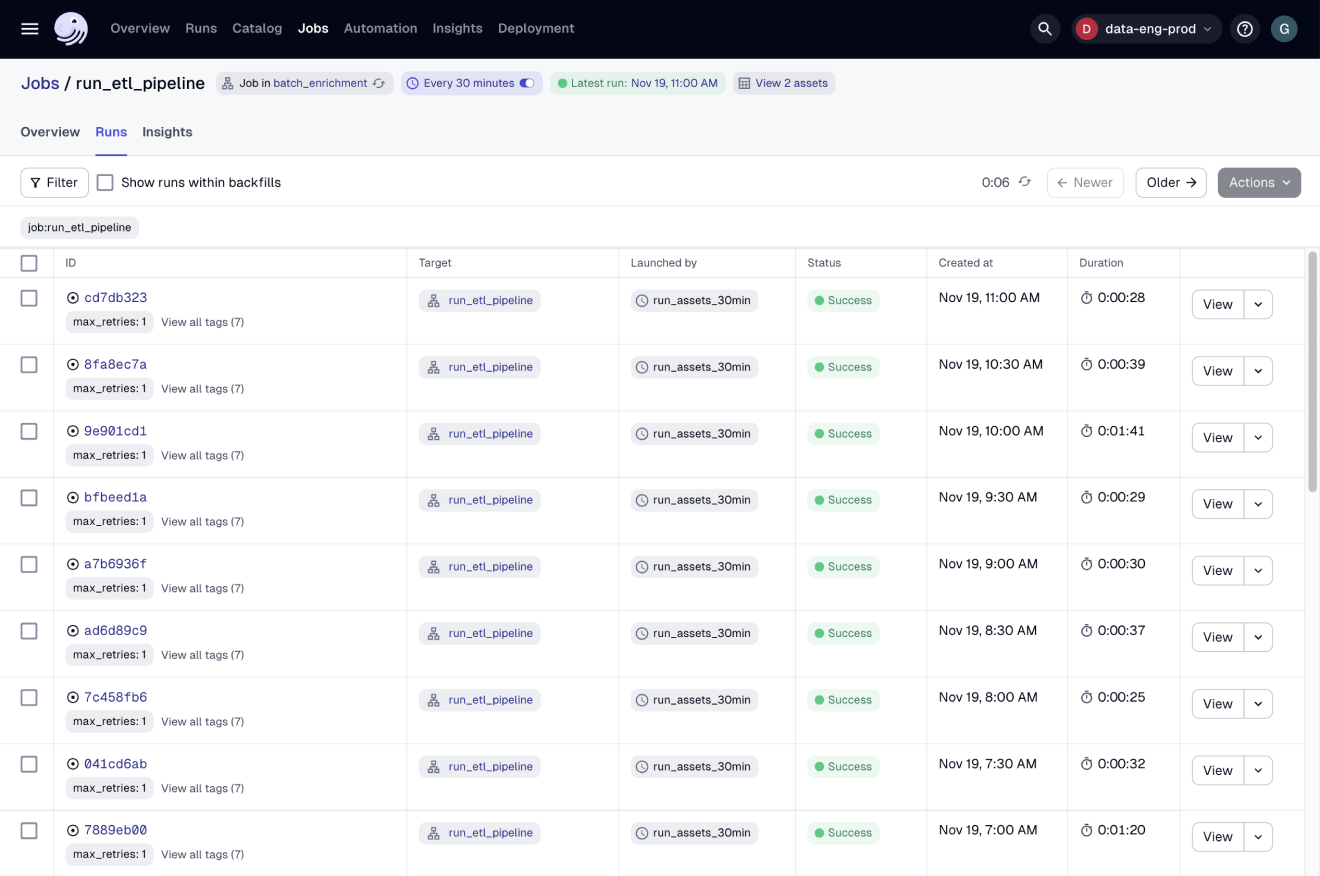 Overview Runs Catalog Jobs Automation Insights Deployment D data-eng-prod G
Jobs / run_etl_pipeline Job in batch_enrichment Every 30 minutes Latest run: Nov 19, 11:00 AM View 2 assets
Overview Runs Insights
Filter Show runs within backfills 0:06 Newer Older Actions
job:run_etl_pipeline
ID Target Launched by Status Created at Duration
cd7db323 run_etl_pipeline run_assets_30min Success Nov 19, 11:00 AM 0:00:28 View
max_retries: 1 View all tags (7)
8fa8ec7a run_etl_pipeline run_assets_30min Success Nov 19, 10:30 AM 0:00:39 View
max_retries: 1 View all tags (7)
9e901cd1 run_etl_pipeline run_assets_30min Success Nov 19, 10:00 AM 0:01:41 View
max_retries: 1 View all tags (7)
bfbeed1a run_etl_pipeline run_assets_30min Success Nov 19, 9:30 AM 0:00:29 View
max_retries: 1 View all tags (7)
a7b6936f run_etl_pipeline run_assets_30min Success Nov 19, 9:00 AM 0:00:30 View
max_retries: 1 View all tags (7)
ad6d89c9 run_etl_pipeline run_assets_30min Success Nov 19, 8:30 AM 0:00:37 View
max_retries: 1 View all tags (7)
7c458fb6 run_etl_pipeline run_assets_30min Success Nov 19, 8:00 AM 0:00:25 View
max_retries: 1 View all tags (7)
041cd6ab run_etl_pipeline run_assets_30min Success Nov 19, 7:30 AM 0:00:32 View
max_retries: 1 View all tags (7)
7889eb00 run_etl_pipeline run_assets_30min Success Nov 19, 7:00 AM 0:01:20 View
max_retries: 1 View all tags (7)